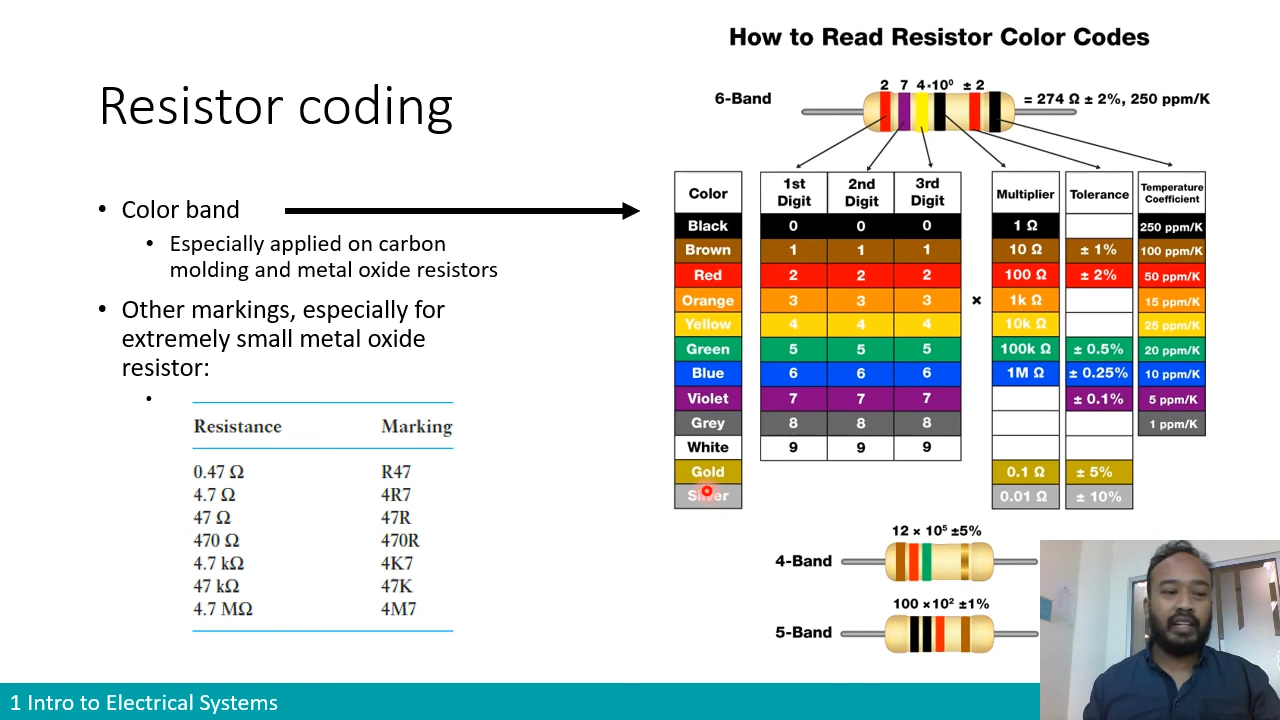 Resistor coding
• Color band
• Especially applied on carbon
molding and metal oxide resistors
• Other markings, especially for
extremely small metal oxide
resistor:
•
Resistance Marking
0.47 Ω R47
4.7 Ω 4R7
47 Ω 47R
470 Ω 470R
4.7 kΩ 4K7
47 kΩ 47K
4.7 MΩ 4M7
How to Read Resistor Color Codes
2 7 4·10⁰ ± 2
6-Band = 274 Ω ± 2%, 250 ppm/K
Color 1st Digit 2nd Digit 3rd Digit Multiplier Tolerance Temperature Coefficient
Black 0 0 0 1 Ω 250 ppm/K
Brown 1 1 1 10 Ω ± 1% 100 ppm/K
Red 2 2 2 100 Ω ± 2% 50 ppm/K
Orange 3 3 3 × 1k Ω 15 ppm/K
Yellow 4 4 4 10k Ω 25 ppm/K
Green 5 5 5 100k Ω ± 0.5% 20 ppm/K
Blue 6 6 6 1M Ω ± 0.25% 10 ppm/K
Violet 7 7 7 ± 0.1% 5 ppm/K
Grey 8 8 8 1 ppm/K
White 9 9 9
Gold 0.1 Ω ± 5%
Silver 0.01 Ω ± 10%
12 × 10⁵ ±5%
4-Band
100 ×10² ±1%
5-Band
1 Intro to Electrical Systems